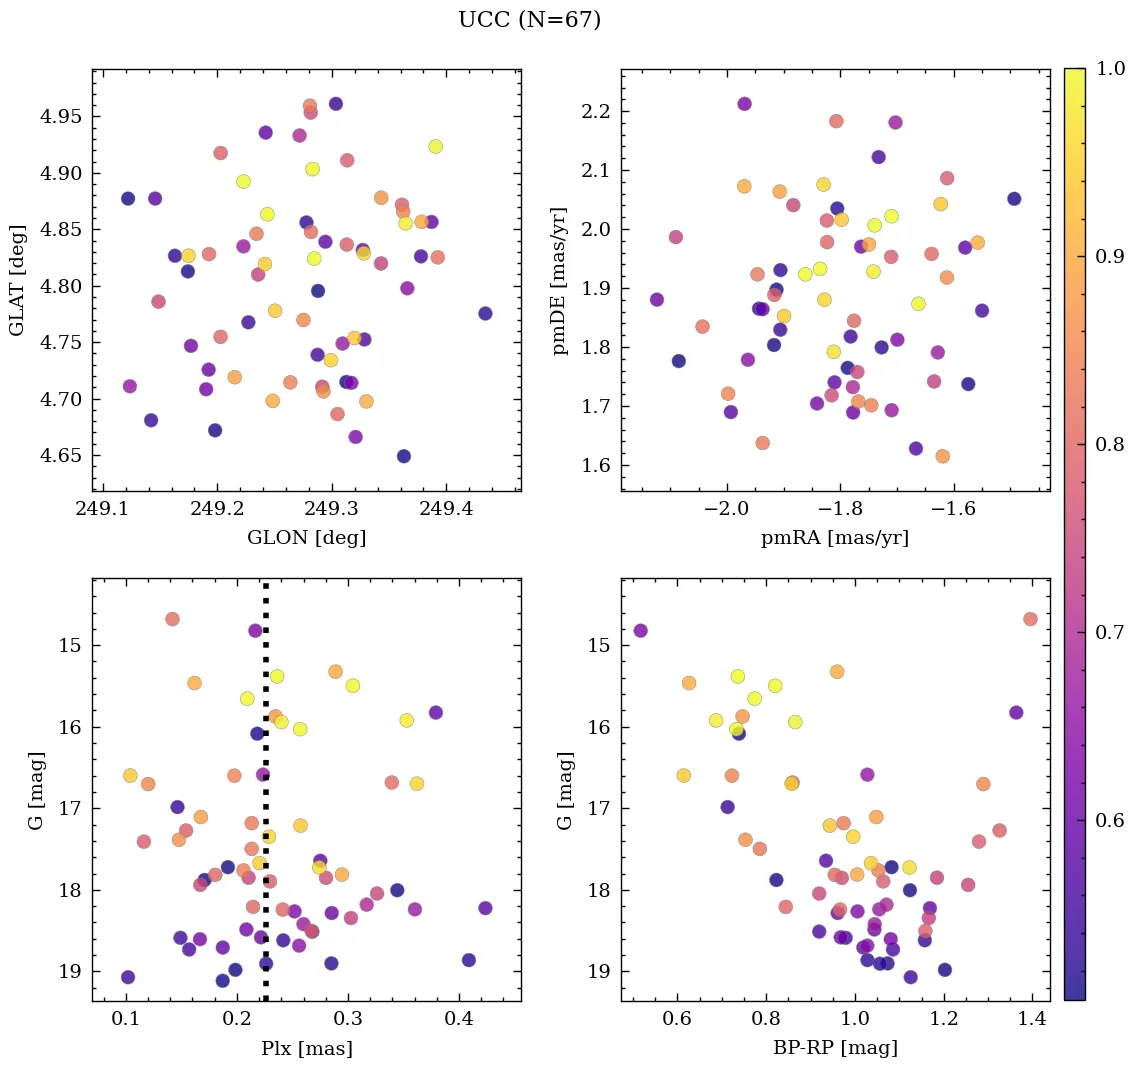 UCC (N=67)
4.95
4.90
4.85
4.80
4.75
4.70
4.65
GLAT [deg]
249.1 249.2 249.3 249.4
GLON [deg]
2.2
2.1
2.0
1.9
1.8
1.7
1.6
pmDE [mas/yr]
−2.0 −1.8 −1.6
pmRA [mas/yr]
1.0
0.9
0.8
0.7
0.6
15
16
17
18
19
G [mag]
0.1 0.2 0.3 0.4
Plx [mas]
15
16
17
18
19
G [mag]
0.6 0.8 1.0 1.2 1.4
BP-RP [mag]